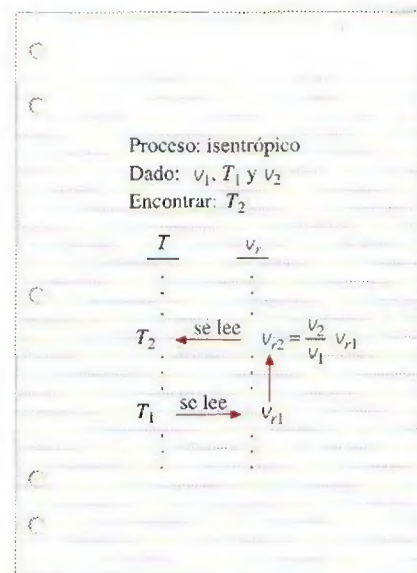 Proceso: isentrópico
Dado: v₁, T₁ y v₂
Encontrar: T₂
T vᵣ
T₂ se lee vᵣ₂ = v₂/v₁ vᵣ₁
T₁ se lee vᵣ₁